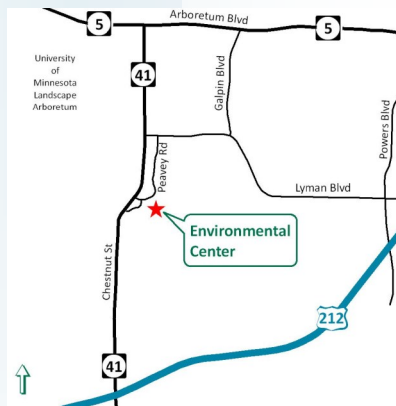 Arboretum Blvd
5
5
University
of
Minnesota
Landscape
Arboretum
41
Galpin Blvd
Powers Blvd
Peavey Rd
Lyman Blvd
Environmental
Center
Chestnut St
212
41